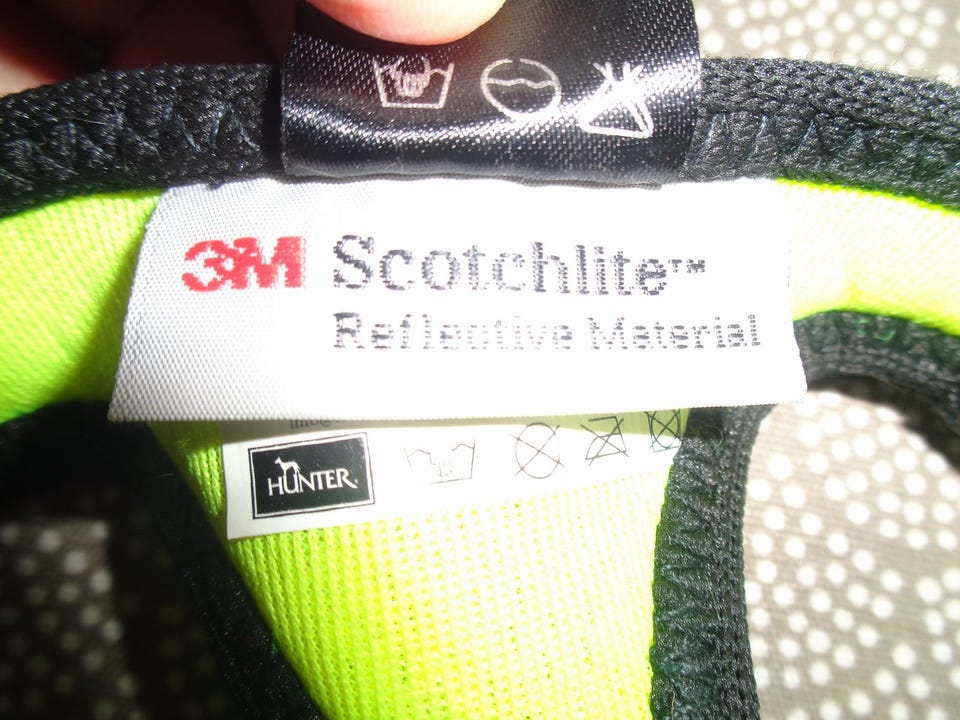 3M Scotchlite™
Reflective Material
HUNTER